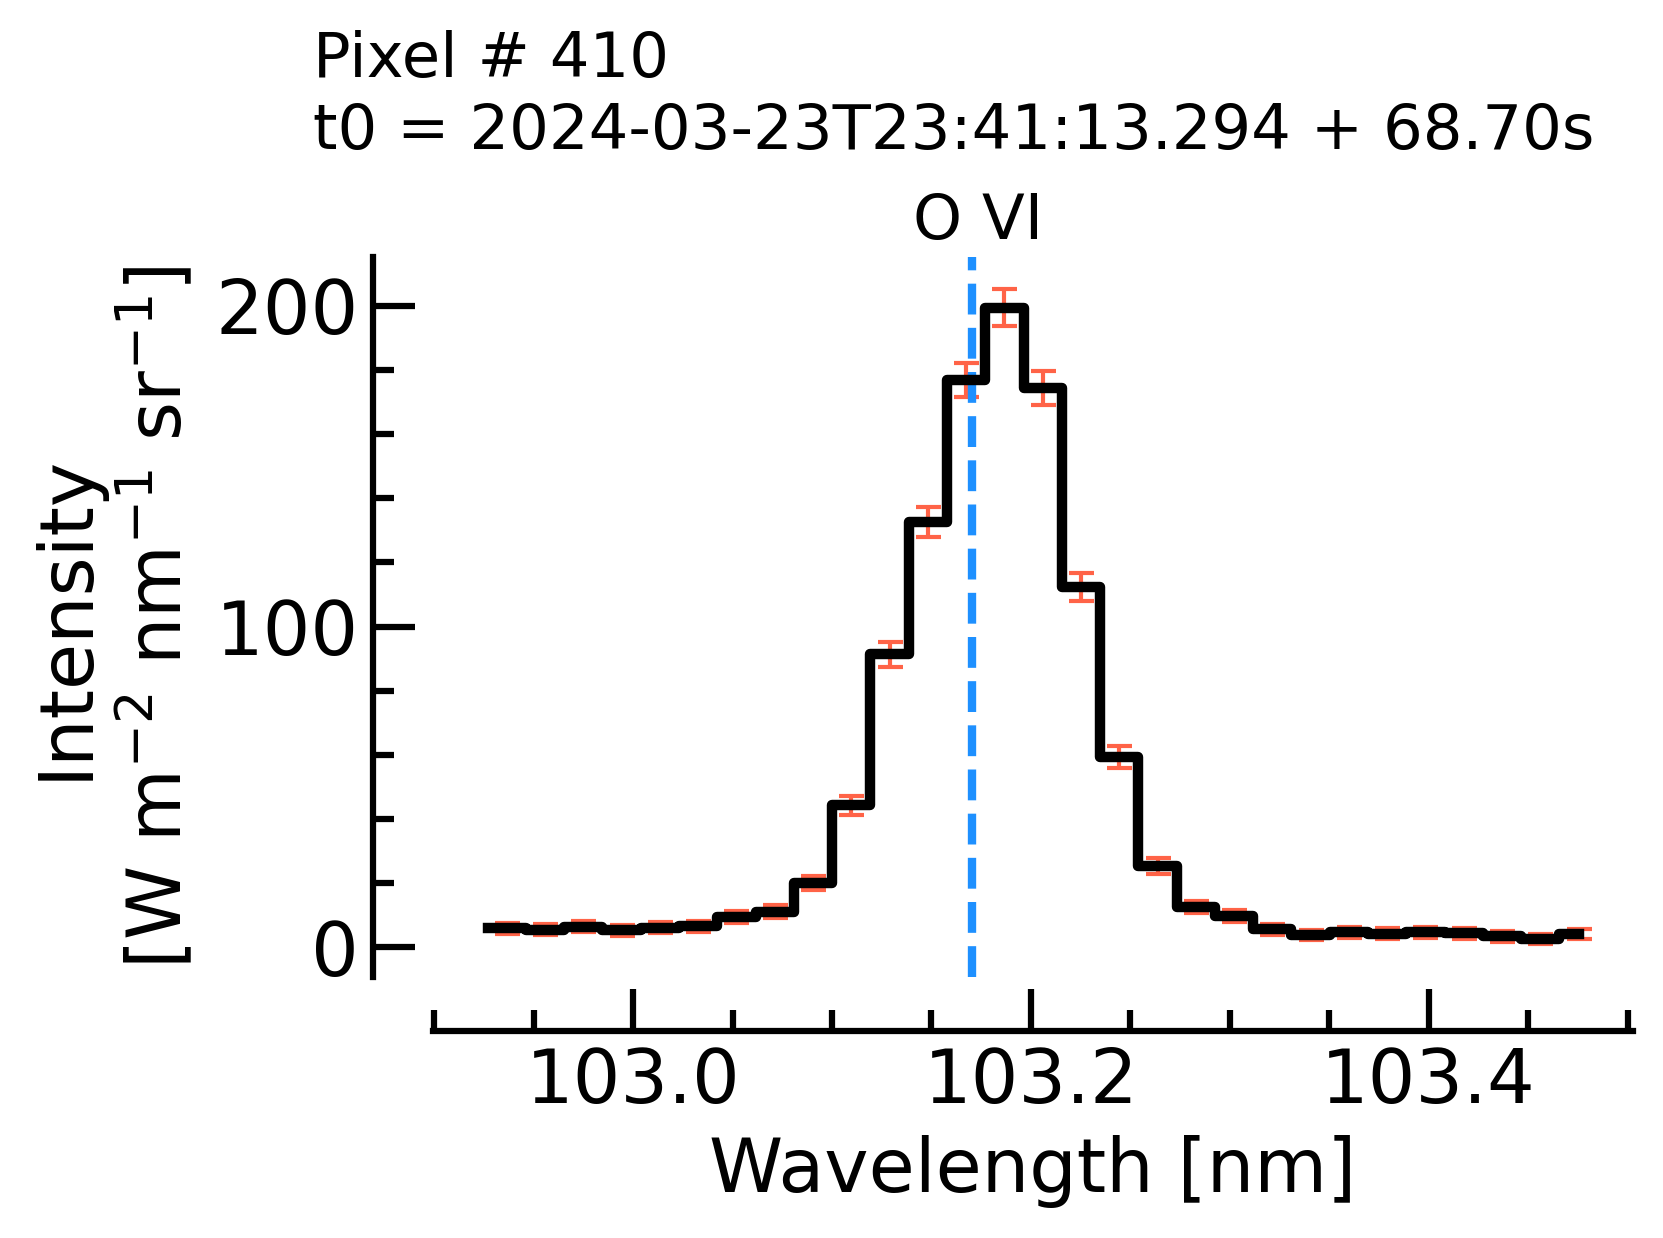 Pixel # 410
t0 = 2024-03-23T23:41:13.294 + 68.70s
O VI
Intensity
[W m⁻² nm⁻¹ sr⁻¹]
200
100
0
103.0 103.2 103.4
Wavelength [nm]